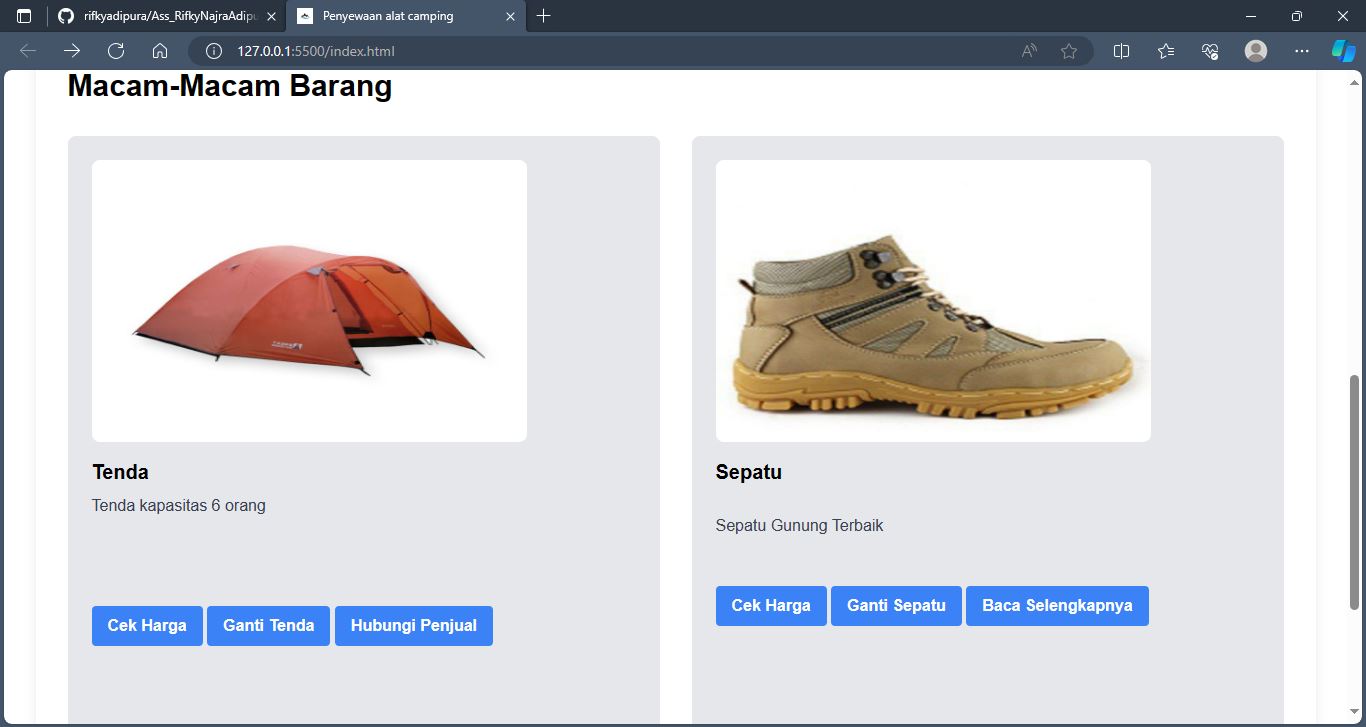 rifkyadipura/Ass_RifkyNajraAdipu
Penyewaan alat camping
127.0.0.1:5500/index.html
Macam-Macam Barang
Tenda
Tenda kapasitas 6 orang
Cek Harga
Ganti Tenda
Hubungi Penjual
Sepatu
Sepatu Gunung Terbaik
Cek Harga
Ganti Sepatu
Baca Selengkapnya